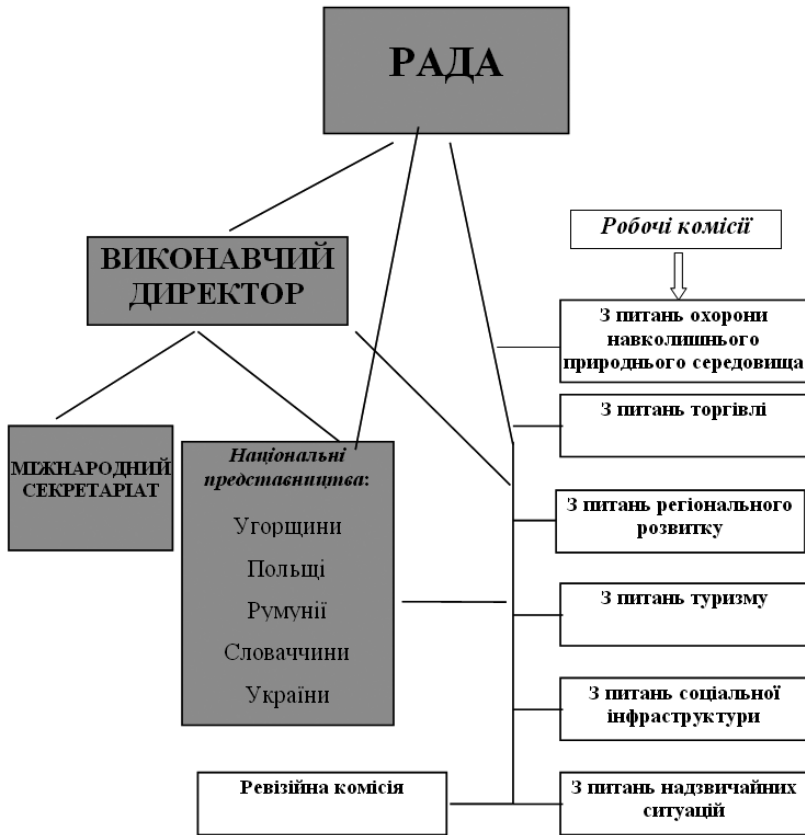 РАДА
ВИКОНАВЧИЙ
ДИРЕКТОР
Робочі комісії
З питань охорони
навколишнього
природнього середовища
З питань торгівлі
МІЖНАРОДНИЙ
СЕКРЕТАРІАТ
Національні
представництва:
Угорщини
Польщі
Румунії
Словаччини
України
З питань регіонального
розвитку
З питань туризму
З питань соціальної
інфраструктури
Ревізійна комісія
З питань надзвичайних
ситуацій